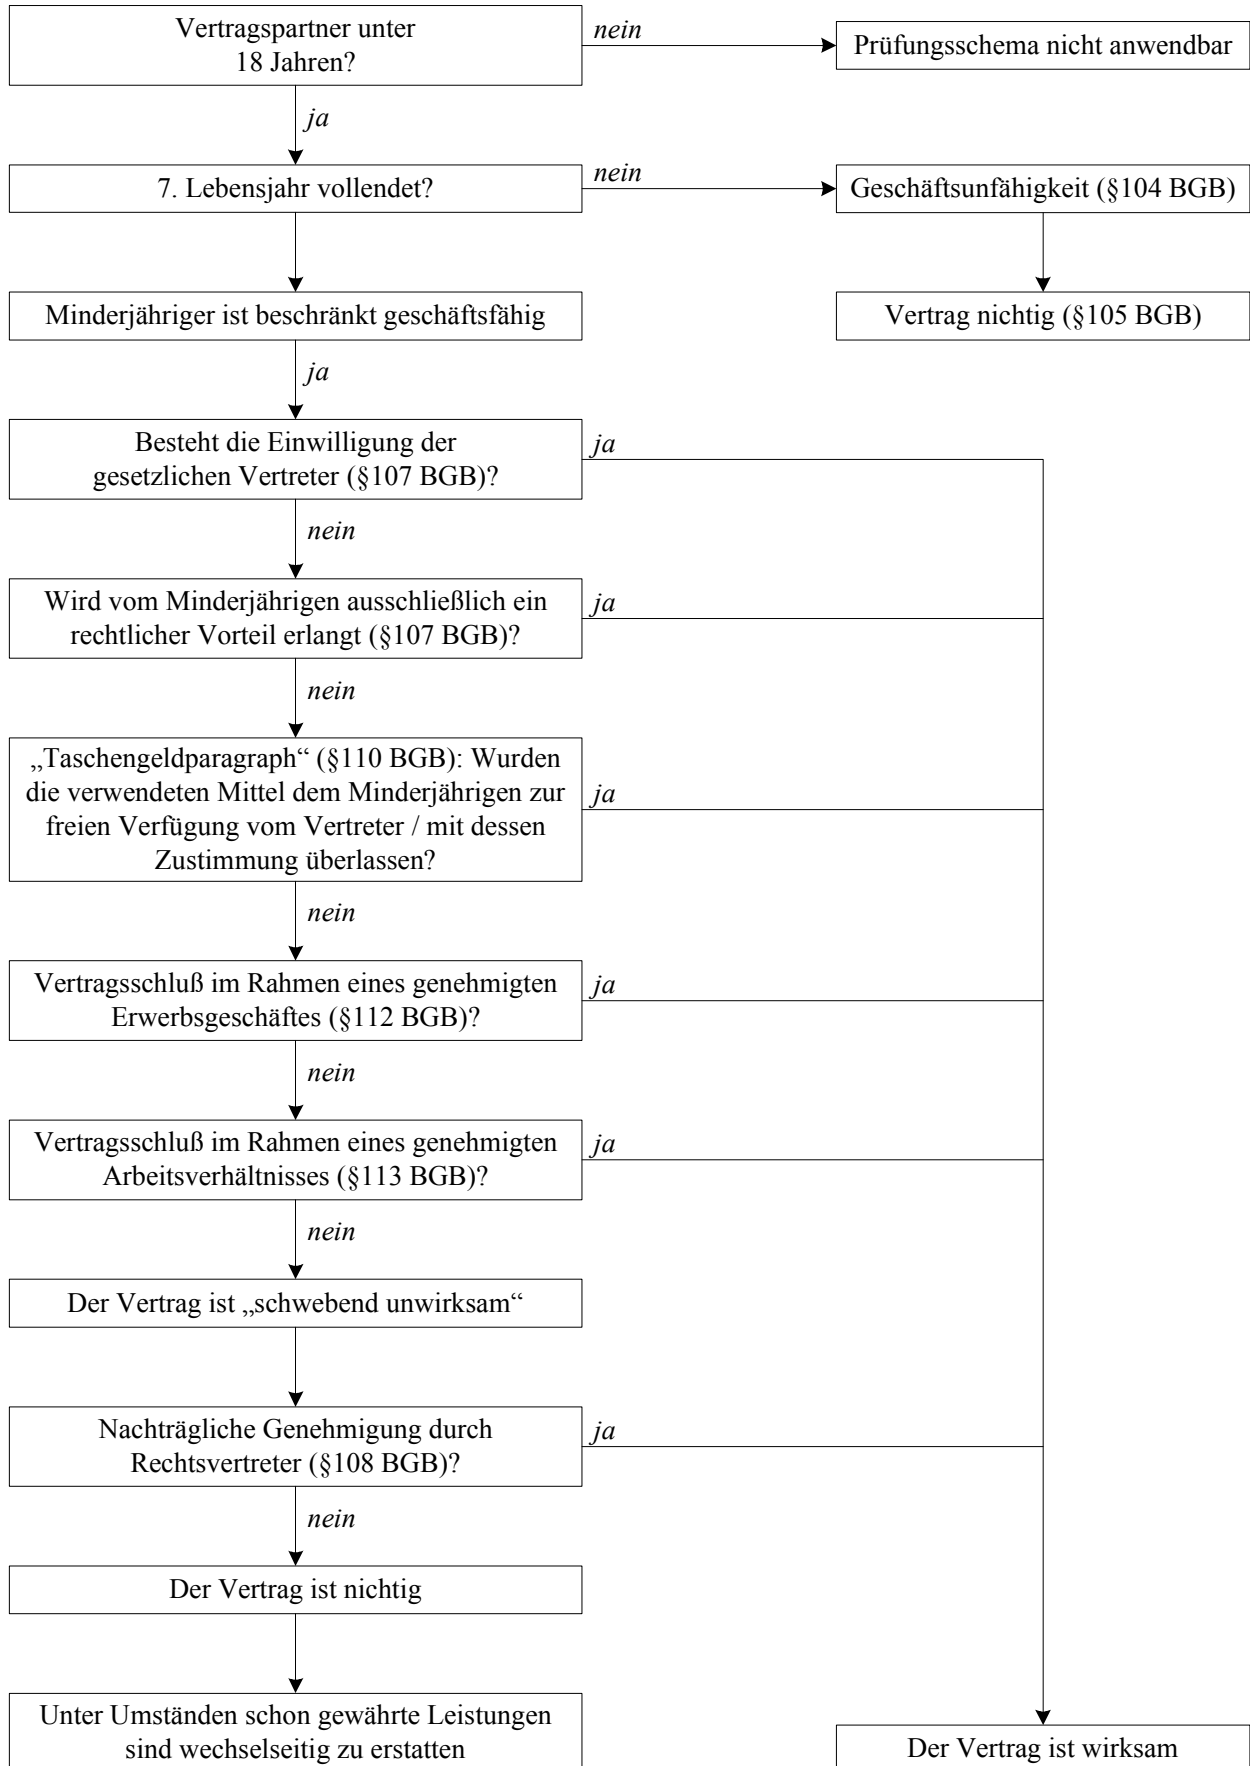 Vertragspartner unter
18 Jahren?
nein
Prüfungsschema nicht anwendbar
ja
7. Lebensjahr vollendet?
nein
Geschäftsunfähigkeit (§104 BGB)
Minderjähriger ist beschränkt geschäftsfähig
Vertrag nichtig (§105 BGB)
ja
Besteht die Einwilligung der
gesetzlichen Vertreter (§107 BGB)?
ja
nein
Wird vom Minderjährigen ausschließlich ein
rechtlicher Vorteil erlangt (§107 BGB)?
ja
nein
„Taschengeldparagraph“ (§110 BGB): Wurden
die verwendeten Mittel dem Minderjährigen zur
freien Verfügung vom Vertreter / mit dessen
Zustimmung überlassen?
ja
nein
Vertragsschluß im Rahmen eines genehmigten
Erwerbsgeschäftes (§112 BGB)?
ja
nein
Vertragsschluß im Rahmen eines genehmigten
Arbeitsverhältnisses (§113 BGB)?
ja
nein
Der Vertrag ist „schwebend unwirksam“
Nachträgliche Genehmigung durch
Rechtsvertreter (§108 BGB)?
ja
nein
Der Vertrag ist nichtig
Unter Umständen schon gewährte Leistungen
sind wechselseitig zu erstatten
Der Vertrag ist wirksam